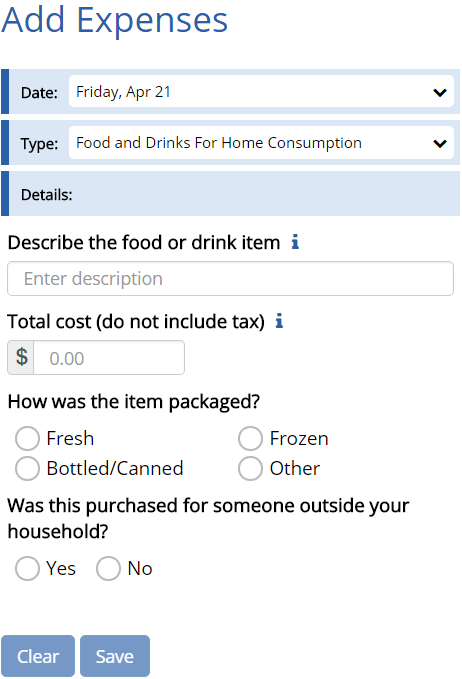 Add Expenses
Date: Friday, Apr 21
Type: Food and Drinks For Home Consumption
Details:
Describe the food or drink item i
Enter description
Total cost (do not include tax) i
$ 0.00
How was the item packaged?
Fresh Frozen
Bottled/Canned Other
Was this purchased for someone outside your
household?
Yes No
Clear Save